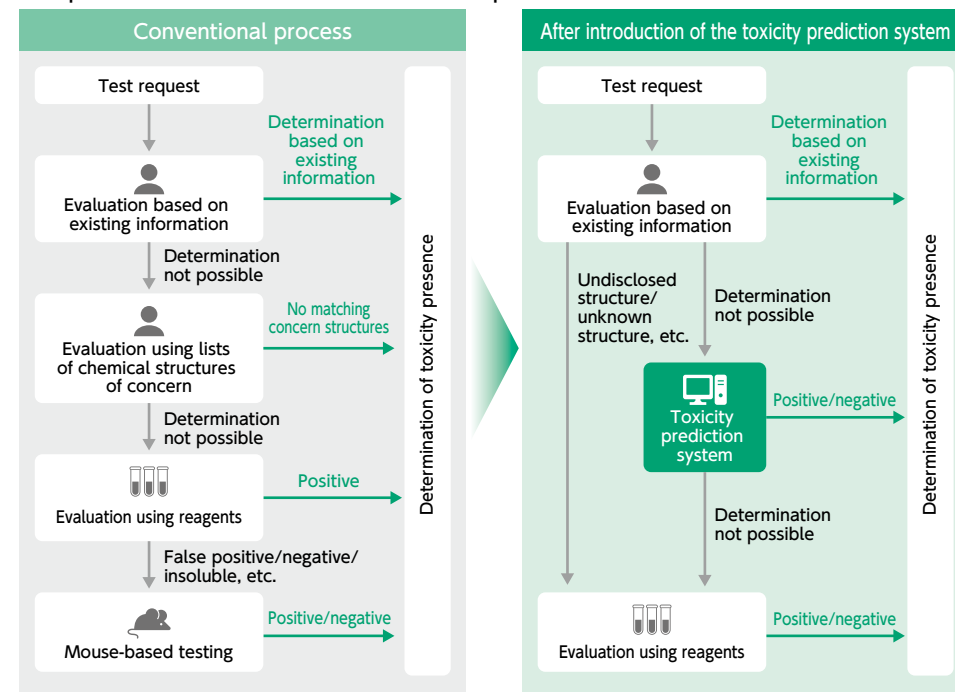 Conventional process
Test request
Determination
based on
existing
information
Evaluation based on
existing information
Determination
not possible
No matching
concern structures
Evaluation using lists
of chemical structures
of concern
Determination
not possible
Positive
Evaluation using reagents
False positive/negative/
insoluble, etc.
Positive/negative
Mouse-based testing
Determination of toxicity presence
After introduction of the toxicity prediction system
Test request
Determination
based on
existing
information
Evaluation based on
existing information
Undisclosed
structure/
unknown
structure, etc.
Determination
not possible
Toxicity
prediction
system
Positive/negative
Determination
not possible
Positive/negative
Evaluation using reagents
Determination of toxicity presence